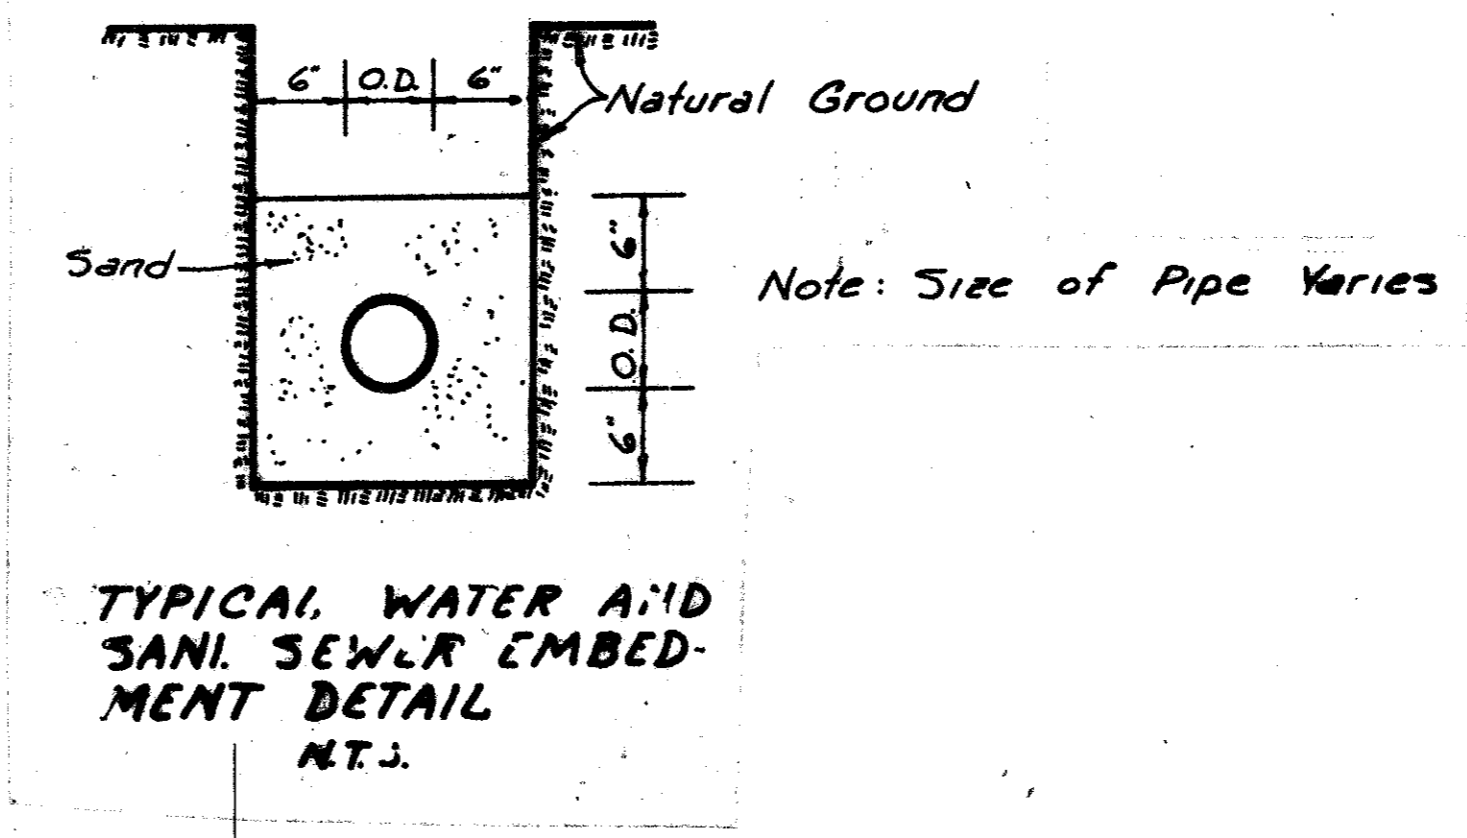 6" O.D. 6"
Natural Ground
Sand
6"
O.D.
6"
Note: Size of Pipe Varies
TYPICAL WATER AND
SANI. SEWER EMBED-
MENT DETAIL
N.T.S.